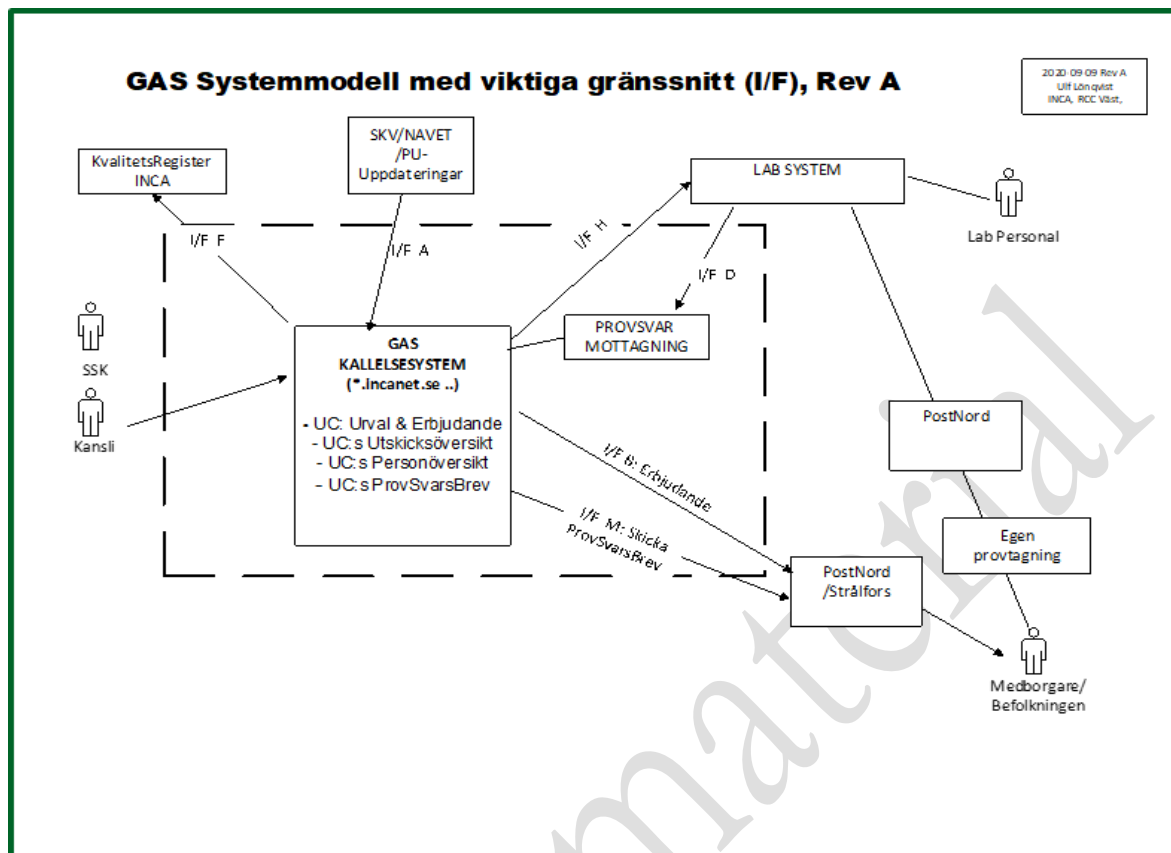 GAS Systemmodell med viktiga gränssnitt (I/F), Rev A
2020-09-09 Rev A
Ulf Lönqvist
INCA, RCC Väst,
SKV/NAVET
/PU-
Uppdateringar
KvalitetsRegister
INCA
LAB SYSTEM
Lab Personal
I/F F
I/F A
I/F H
I/F D
PROVSVAR
MOTTAGNING
GAS
KALLELSESYSTEM
(*.incanet.se ..)
- UC: Urval & Erbjudande
- UC:s Utskicksöversikt
- UC:s Personöversikt
- UC:s ProvSvarsBrev
SSK
Kansli
PostNord
I/F B: Erbjudande
I/F M: Skicka
ProvSvarsBrev
Egen
provtagning
PostNord
/Strålfors
Medborgare/
Befolkningen
material